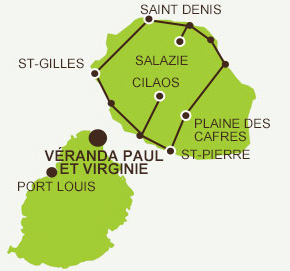 SAINT DENIS
ST-GILLES
SALAZIE
CILAOS
PLAINE DES
CAFRES
ST-PIERRE
VÉRANDA PAUL
ET VIRGINIE
PORT LOUIS